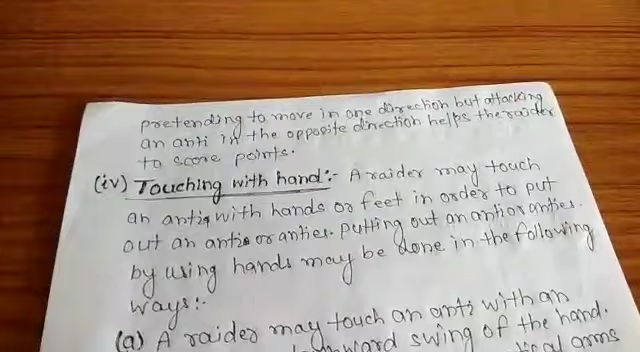 pretending to move in one direction but attacking
an anti in the opposite direction helps the raider
to score points.
(iv) Touching with hand:- A raider may touch
an anti with hands or feet in order to put
out an anti or anties. Putting out an anti or anties
by using hands may be done in the following
ways:-
(a) A raider may touch an anti with an
ward swing of the hand.
arms